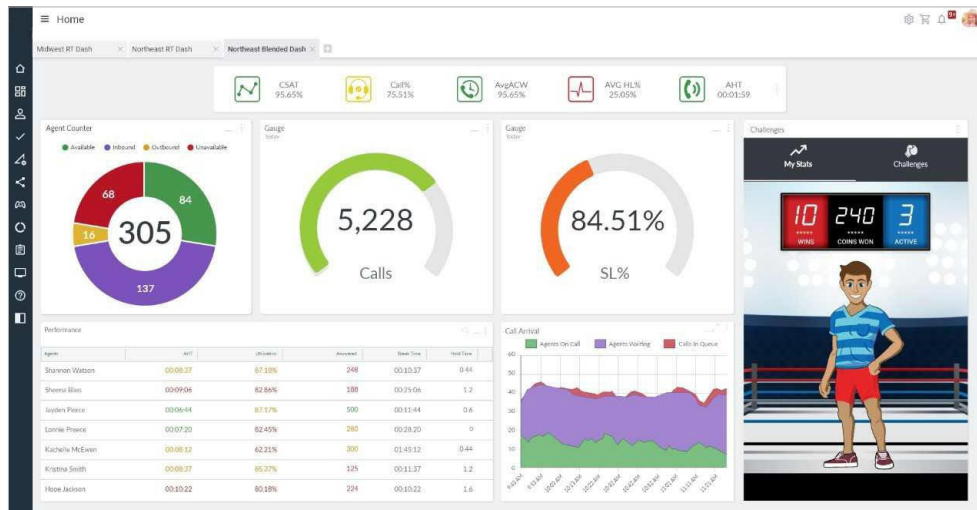 Home
9+
Midwest RT Dash
Northeast RT Dash
Northeast Blended Dash
CSAT
95.65%
Call%
75.51%
AvgACW
95.65%
AVG HL%
25.05%
AHT
00:01:59
Agent Counter
Available Inbound Outbound Unavailable
68
84
16
305
137
Gauge
Today
5,228
Calls
Gauge
Today
84.51%
SL%
Challenges
My Stats
Challenges
10 240 3
WINS COINS WON ACTIVE
Performance
Agents AHT Utilization Answered Break Time Hold Time
Shannon Watson 00:08:37 67.18% 248 00:10:37 0.44
Sheena Bliss 00:09:06 82.86% 188 00:25:06 1.2
Jayden Pierce 00:06:44 87.17% 500 00:11:44 0.6
Lonnie Preece 00:07:20 82.45% 280 00:28:20 0
Kachelle McEwen 00:08:12 62.21% 300 01:45:12 0.44
Kristina Smith 00:08:37 85.37% 125 00:11:37 1.2
Hope Jackson 00:10:22 80.18% 224 00:10:22 1.6
Call Arrival
Agents On Call Agents Waiting Calls In Queue
60
50
40
30
20
10
0